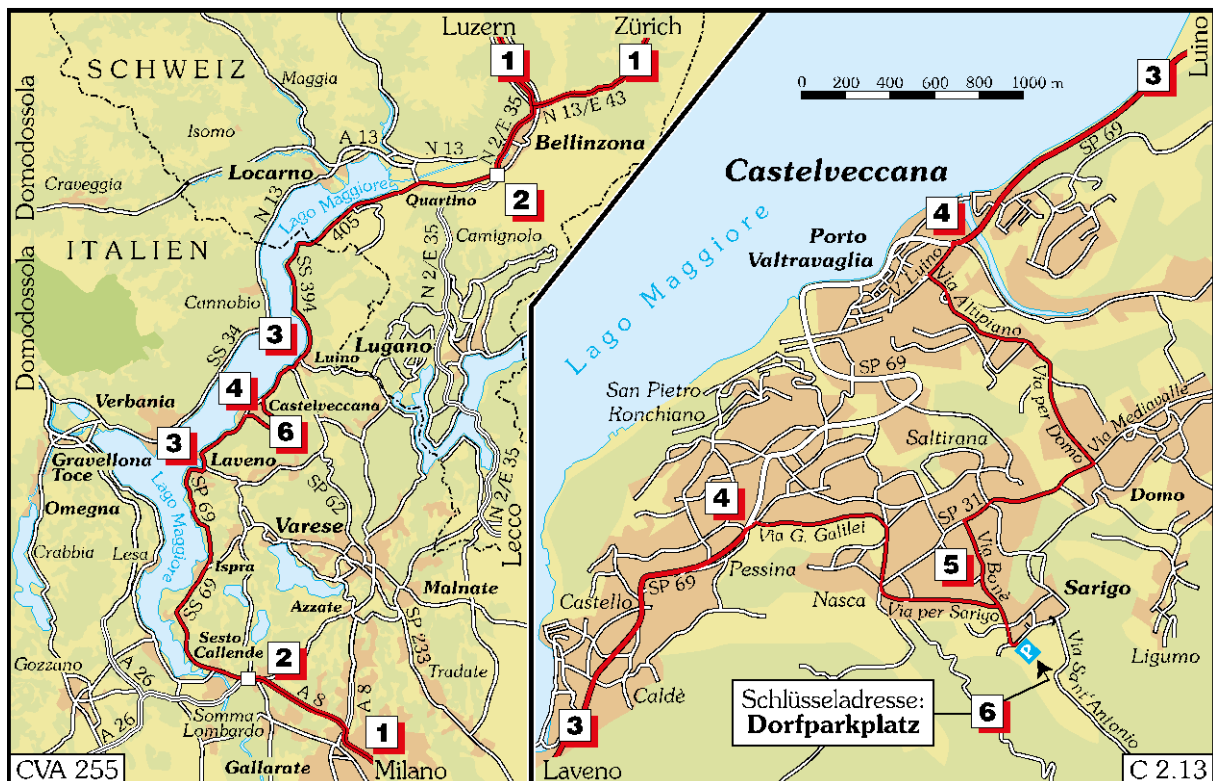 Luzern
Zürich
1
1
SCHWEIZ
Maggia
Isorno
A 13
N 13
N 2/E 35
N 13/E 43
Bellinzona
Domodossola
Craveggia
Locarno
N 13
Lago Maggiore
Quartino
2
405
ITALIEN
Camignolo
N 2/E 35
Cannobio
SS 394
Domodossola
3
SS 34
Luino
Lugano
4
Verbania
Castelveccana
6
3
Gravellona
Toce
Laveno
SP 69
SP 62
N 2/E 35
Lecco
Omegna
Lago Maggiore
Varese
Crabbia
Lesa
Ispra
Malnate
SS 69
Azzate
SP 233
Sesto
Callende
2
Gozzano
A 26
A 8
A 8
Tradate
A 26
Somma
Lombardo
1
Gallarate
Milano
CVA 255
0 200 400 600 800 1000 m
3
Luino
SP 69
Castelveccana
4
Porto
Valtravaglia
Lago Maggiore
V. Luino
Via Altipiano
SP 69
Via per Domo
San Pietro
Ronchiano
Via Mediavalle
Saltirana
4
SP 31
Domo
Via G. Galilei
Via Bonè
5
Pessina
SP 69
Sarigo
Castello
Nasca
Via per Sarigo
P
Via Sant'Antonio
Ligurno
Caldè
Schlüsseladresse:
Dorfparkplatz
6
3
Laveno
C 2.13